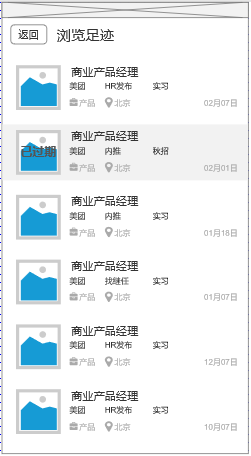 返回 浏览足迹
商业产品经理
美团 HR发布 实习
产品 北京 02月07日
已过期
商业产品经理
美团 内推 秋招
产品 北京 02月01日
商业产品经理
美团 内推 实习
产品 北京 01月18日
商业产品经理
美团 找继任 实习
产品 北京 01月07日
商业产品经理
美团 HR发布 实习
产品 北京 12月07日
商业产品经理
美团 HR发布 实习
产品 北京 10月07日